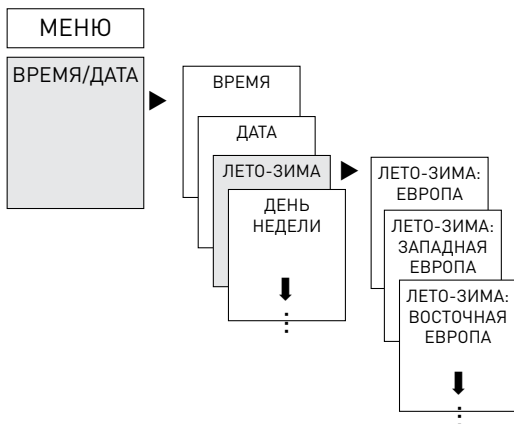 МЕНЮ
ВРЕМЯ/ДАТА
ВРЕМЯ
ДАТА
ЛЕТО-ЗИМА
ДЕНЬ
НЕДЕЛИ
ЛЕТО-ЗИМА:
ЕВРОПА
ЛЕТО-ЗИМА:
ЗАПАДНАЯ
ЕВРОПА
ЛЕТО-ЗИМА:
ВОСТОЧНАЯ
ЕВРОПА